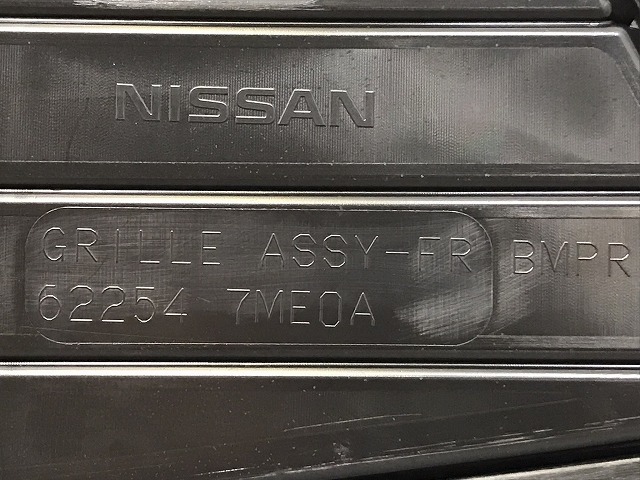 NISSAN
GRILLE ASSY-FR BMPR
62254 7ME0A